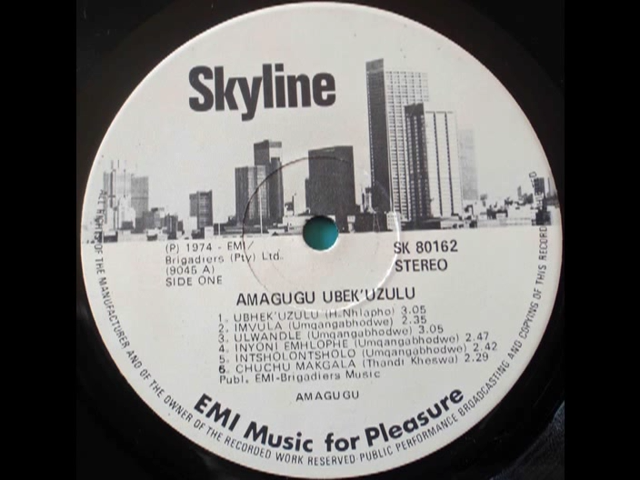 Skyline
(P) 1974 - EMI/
Brigadiers (Pty) Ltd.
(9045 A)
SIDE ONE
SK 80162
STEREO
AMAGUGU UBEK'UZULU
1. UBHEK'UZULU (H.Nhlapho) 3.05
2. IMVULA (Umqangabhodwe) 2.35
3. ULWANDLE (Umqangabhodwe) 3.05
4. INYONI EMHLOPHE (Umqangabhodwe) 2.47
5. INTSHOLONTSHOLO (Umqangabhodwe) 2.42
6. CHUCHU MAKGALA (Thandi Kheswa) 2.29
Publ. EMI-Brigadiers Music
AMAGUGU
EMI Music for Pleasure
OF THE MANUFACTURER AND OF THE OWNER OF THE RECORDED WORK RESERVED·PUBLIC PERFORMANCE BROADCASTING AND COPYING OF THIS RECORD